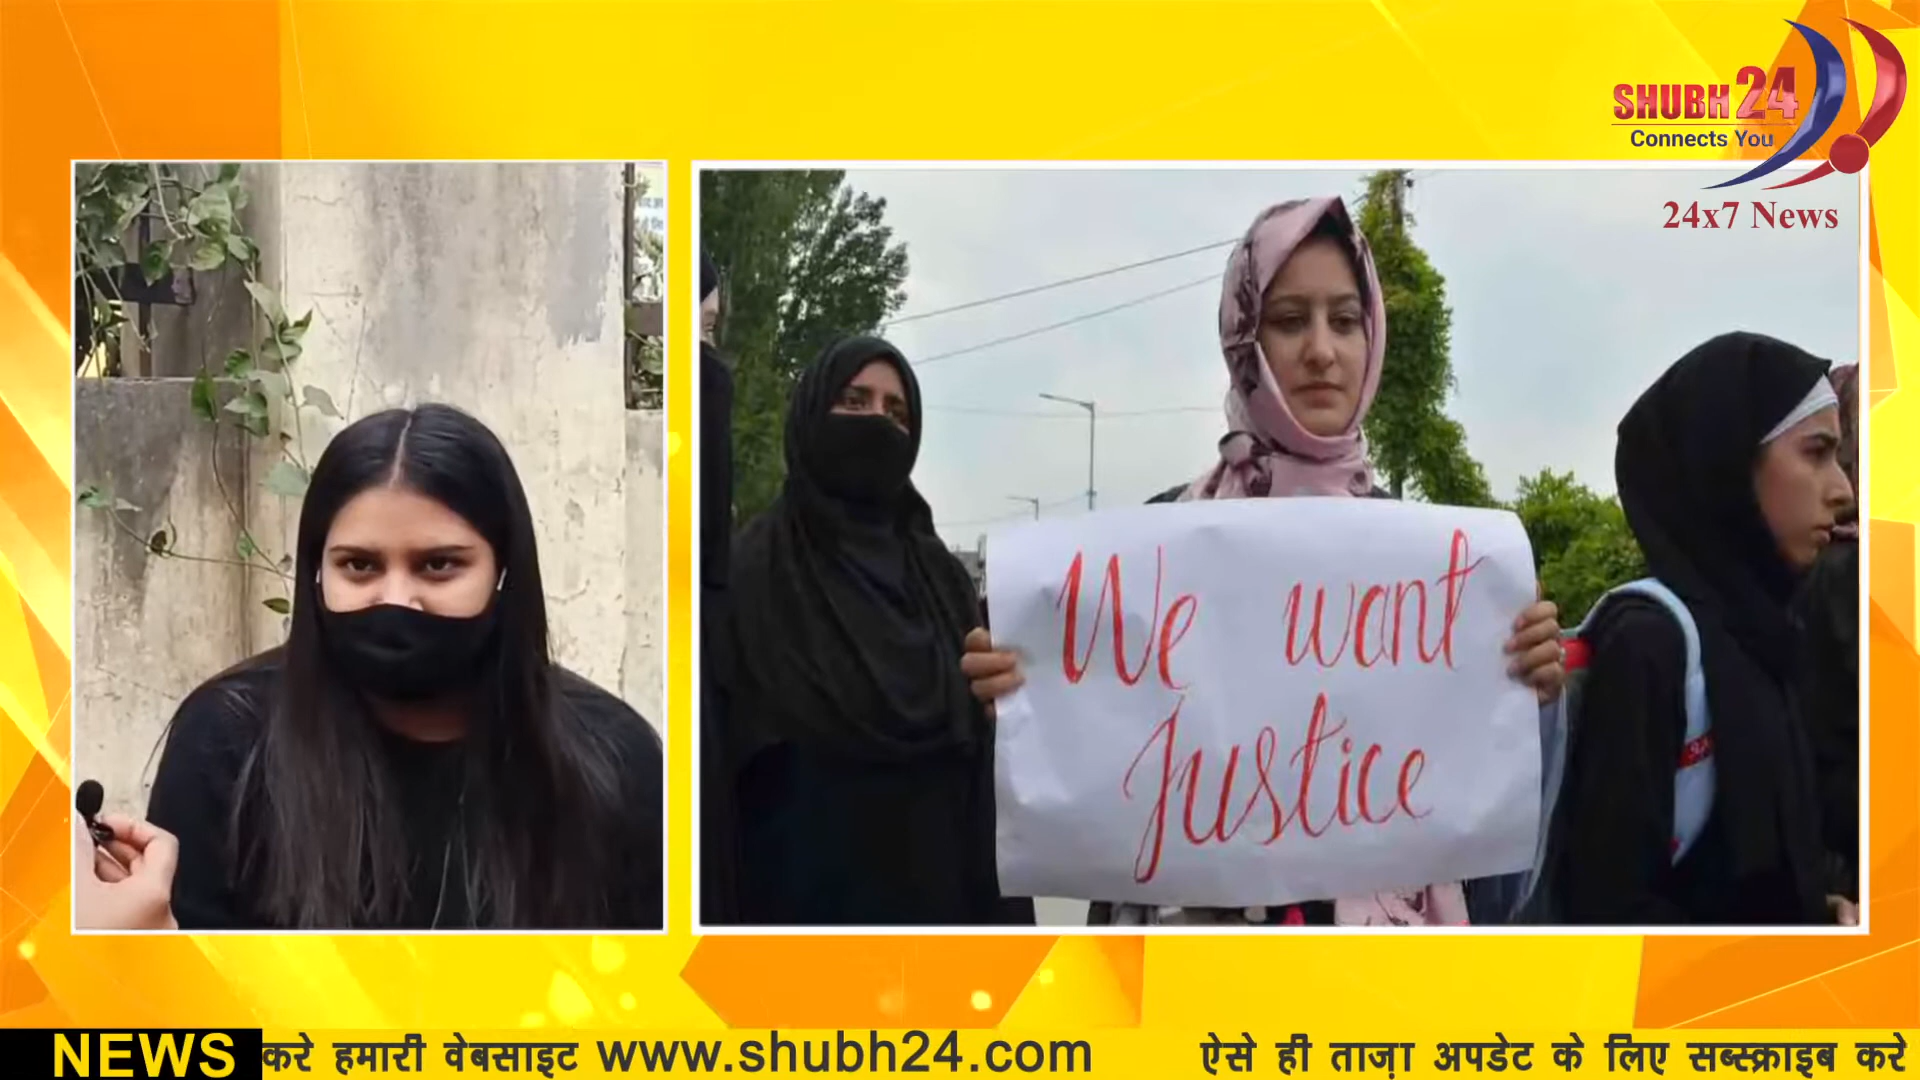 SHUBH 24
Connects You
24x7 News
We want
Justice
NEWS करे हमारी वेबसाइट www.shubh24.com ऐसे ही ताज़ा अपडेट के लिए सब्स्क्राइब करे